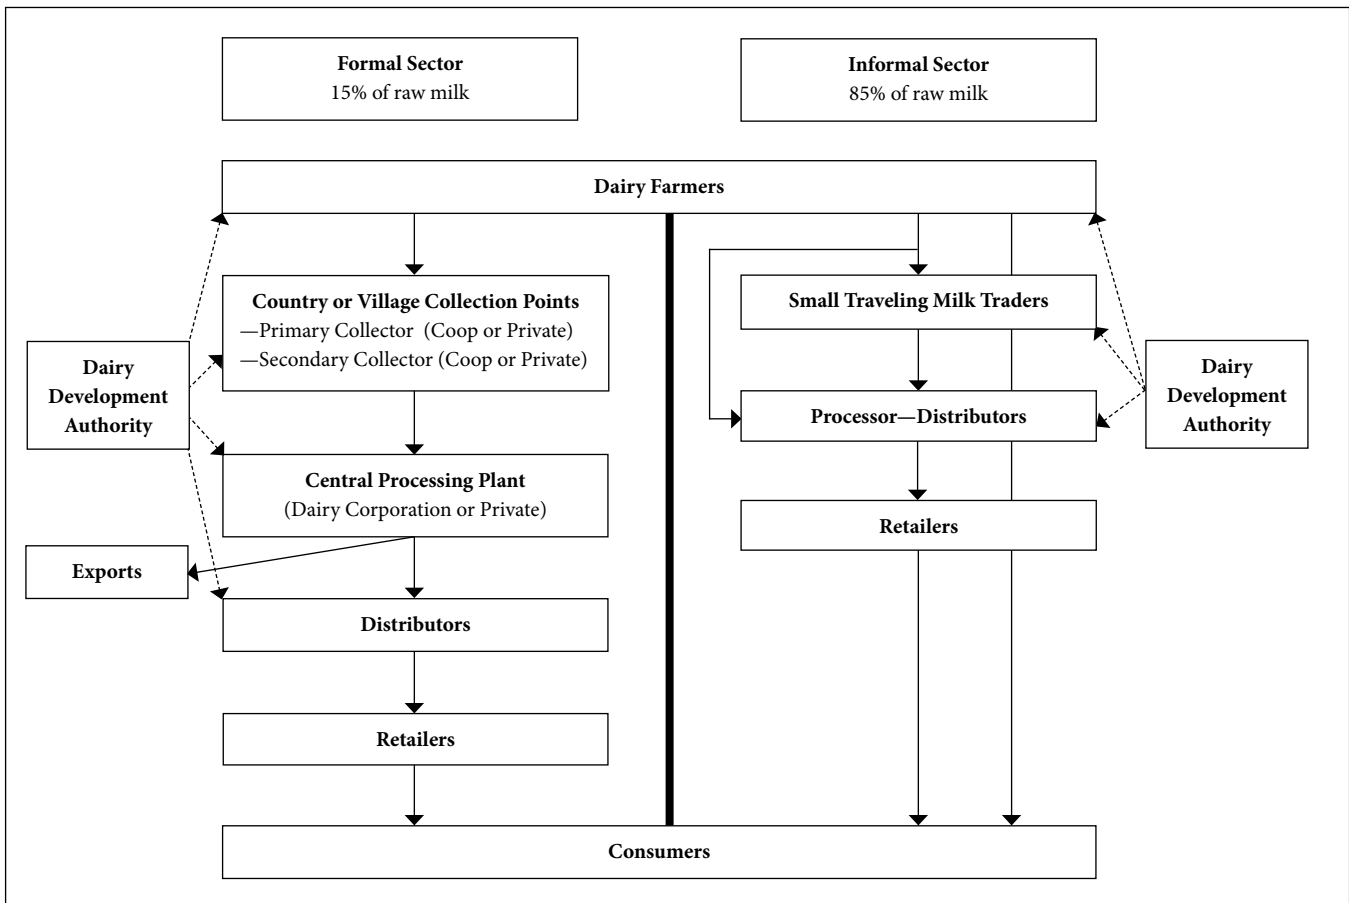 Formal Sector
15% of raw milk
Informal Sector
85% of raw milk
Dairy Farmers
Country or Village Collection Points
—Primary Collector (Coop or Private)
—Secondary Collector (Coop or Private)
Small Traveling Milk Traders
Dairy
Development
Authority
Dairy
Development
Authority
Processor—Distributors
Central Processing Plant
(Dairy Corporation or Private)
Retailers
Exports
Distributors
Retailers
Consumers